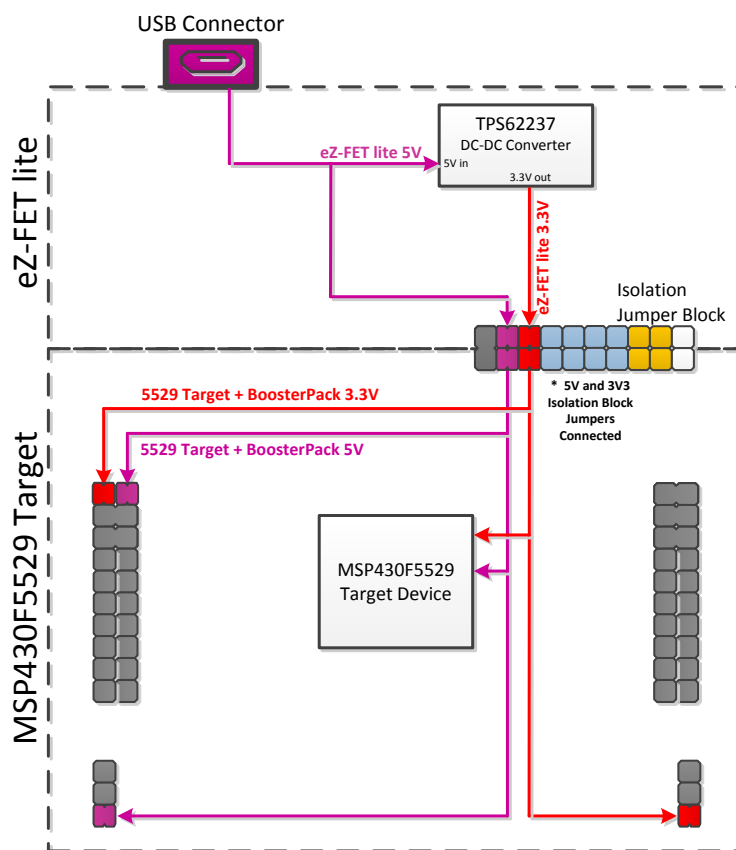 USB Connector
eZ-FET lite
TPS62237
DC-DC Converter
5V in
3.3V out
eZ-FET lite 5V
eZ-FET lite 3.3V
Isolation
Jumper Block
* 5V and 3V3
Isolation Block
Jumpers
Connected
MSP430F5529 Target
5529 Target + BoosterPack 3.3V
5529 Target + BoosterPack 5V
MSP430F5529
Target Device